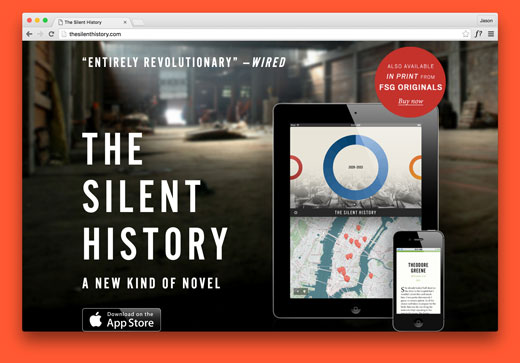 The Silent History
Jason
thesilenthistory.com
f?
"ENTIRELY REVOLUTIONARY" –WIRED
ALSO AVAILABLE
IN PRINT FROM
FSG ORIGINALS
Buy now
THE
SILENT
HISTORY
A NEW KIND OF NOVEL
THE SILENT HISTORY
THEODORE
GREENE
Download on the
App Store